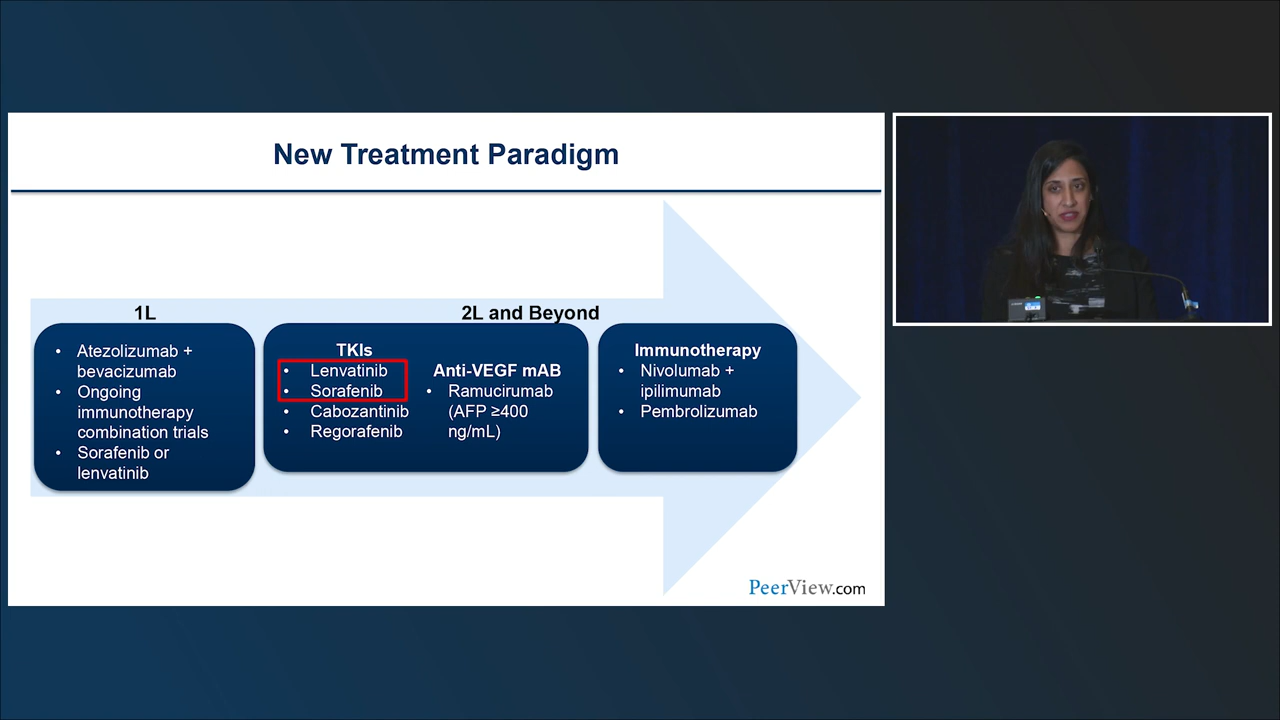 New Treatment Paradigm
1L
• Atezolizumab +
bevacizumab
• Ongoing
immunotherapy
combination trials
• Sorafenib or
lenvatinib
2L and Beyond
TKIs
• Lenvatinib
• Sorafenib
• Cabozantinib
• Regorafenib
Anti-VEGF mAB
• Ramucirumab
(AFP ≥400
ng/mL)
Immunotherapy
• Nivolumab +
ipilimumab
• Pembrolizumab
PeerView.com